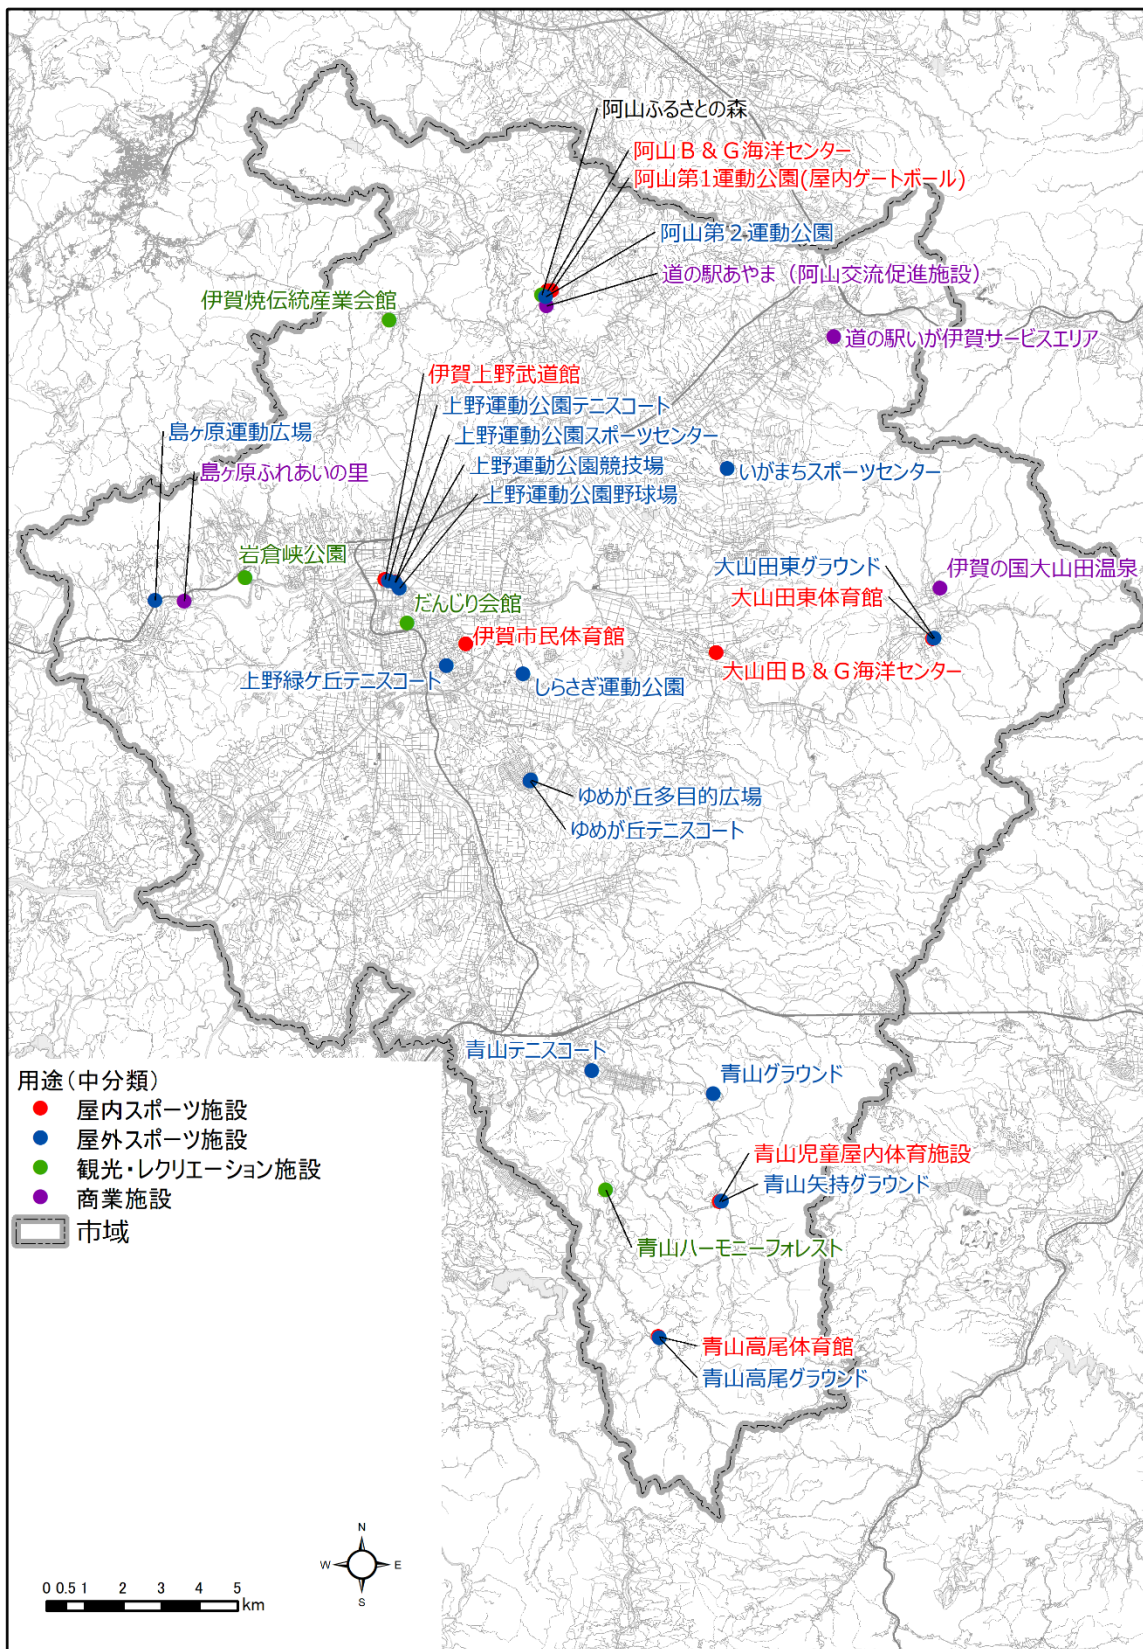 阿山ふるさとの森
阿山Ｂ＆Ｇ海洋センター
阿山第1運動公園(屋内ゲートボール)
阿山第２運動公園
道の駅あやま（阿山交流促進施設）
伊賀焼伝統産業会館
道の駅いが伊賀サービスエリア
伊賀上野武道館
上野運動公園テニスコート
島ヶ原運動広場
上野運動公園スポーツセンター
島ヶ原ふれあいの里
上野運動公園競技場
いがまちスポーツセンター
上野運動公園野球場
岩倉峡公園
大山田東グラウンド
伊賀の国大山田温泉
大山田東体育館
だんじり会館
伊賀市民体育館
大山田Ｂ＆Ｇ海洋センター
上野緑ケ丘テニスコート
しらさぎ運動公園
ゆめが丘多目的広場
ゆめが丘テニスコート
青山テニスコート
青山グラウンド
青山児童屋内体育施設
青山矢持グラウンド
青山ハーモニーフォレスト
青山高尾体育館
青山高尾グラウンド
用途（中分類）
屋内スポーツ施設
屋外スポーツ施設
観光・レクリエーション施設
商業施設
市域
N
W E
S
0 0.5 1 2 3 4 5
km